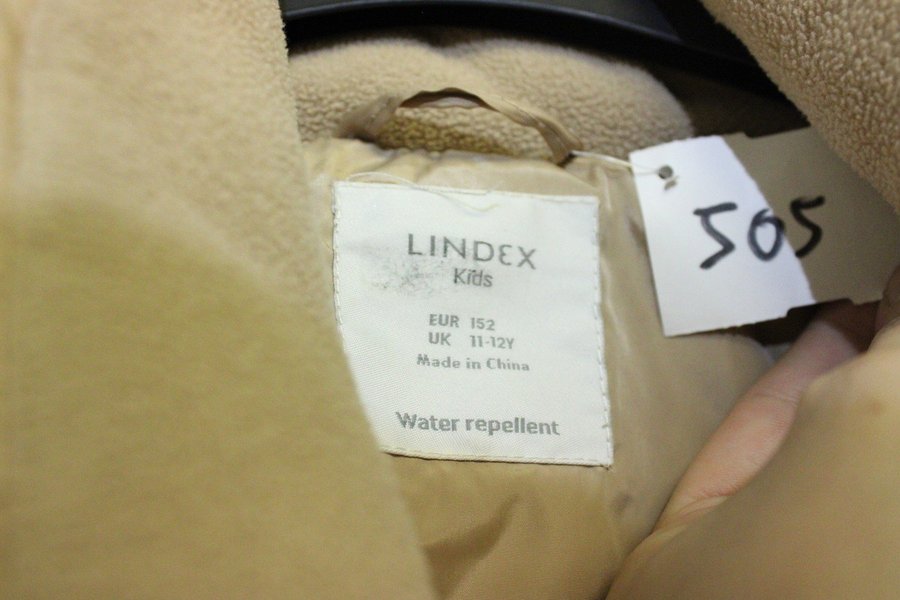 LINDEX
Kids
EUR 152
UK 11-12Y
Made in China
Water repellent
505